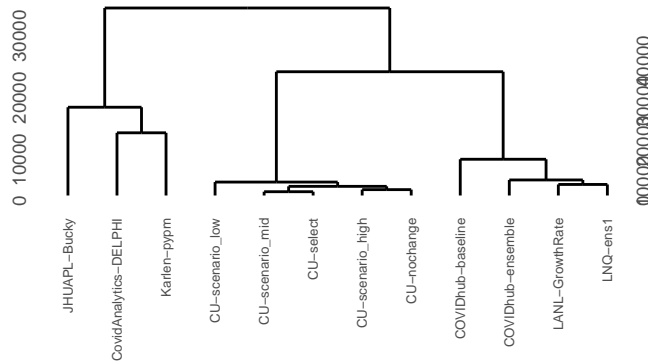 30000
20000
10000
0
JHUAPL−Bucky
CovidAnalytics−DELPHI
Karlen−pypm
CU−scenario_low
CU−scenario_mid
CU−select
CU−scenario_high
CU−nochange
COVIDhub−baseline
COVIDhub−ensemble
LANL−GrowthRate
LNQ−ens1